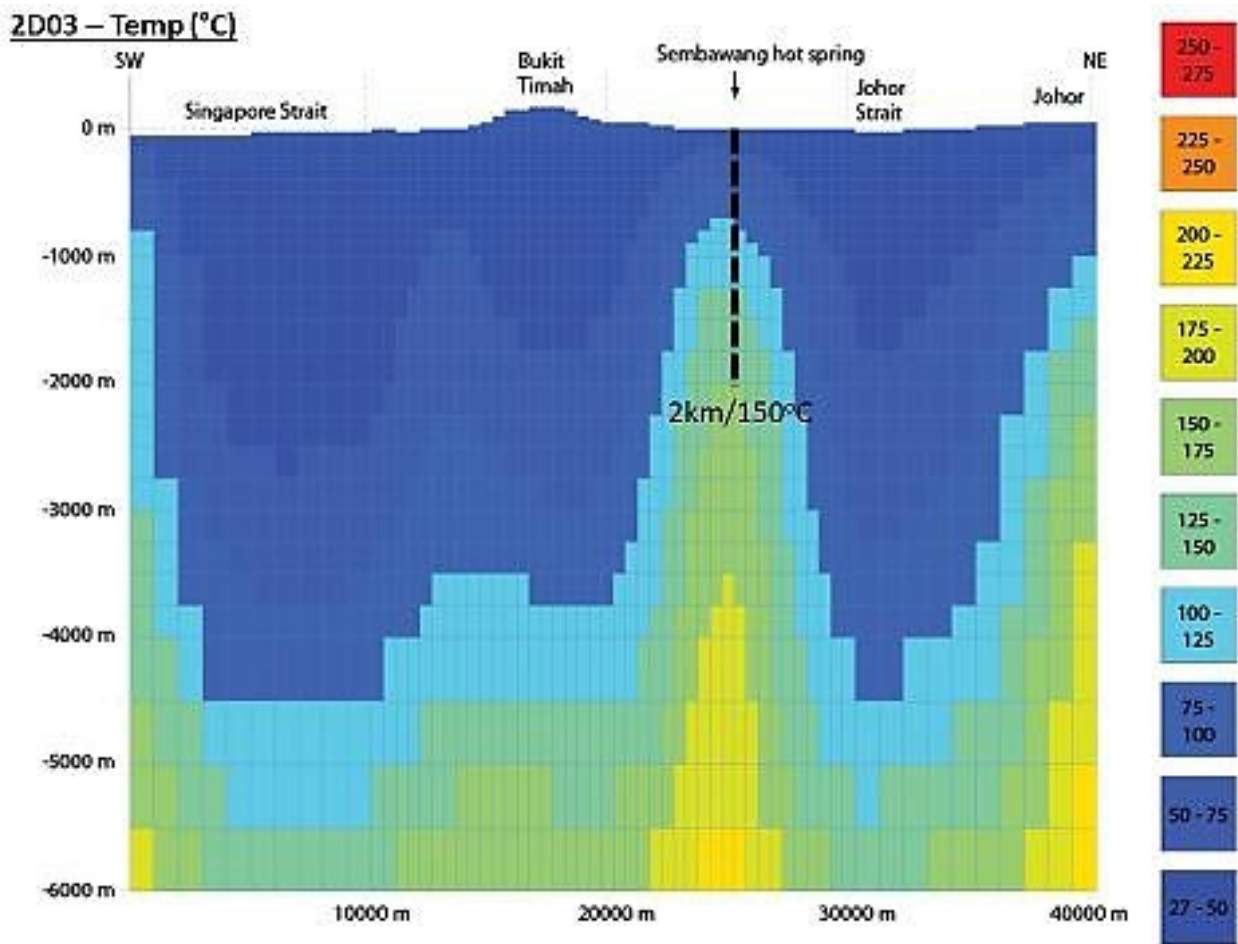 2D03 – Temp (°C)
SW
Bukit
Timah
Sembawang hot spring
NE
Singapore Strait
Johor
Strait
Johor
0 m
-1000 m
-2000 m
2km/150°C
-3000 m
-4000 m
-5000 m
-6000 m
10000 m
20000 m
30000 m
40000 m
250 -
275
225 -
250
200 -
225
175 -
200
150 -
175
125 -
150
100 -
125
75 -
100
50 - 75
27 - 50